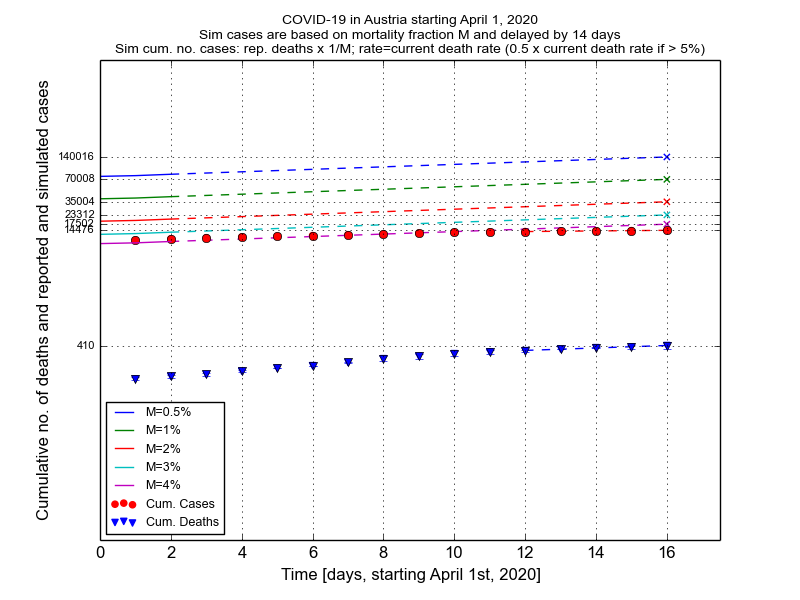 COVID-19 in Austria starting April 1, 2020
Sim cases are based on mortality fraction M and delayed by 14 days
Sim cum. no. cases: rep. deaths x 1/M; rate=current death rate (0.5 x current death rate if > 5%)
Cumulative no. of deaths and reported and simulated cases
140016
70008
35004
23312
17502
14476
410
M=0.5%
M=1%
M=2%
M=3%
M=4%
Cum. Cases
Cum. Deaths
0 2 4 6 8 10 12 14 16
Time [days, starting April 1st, 2020]